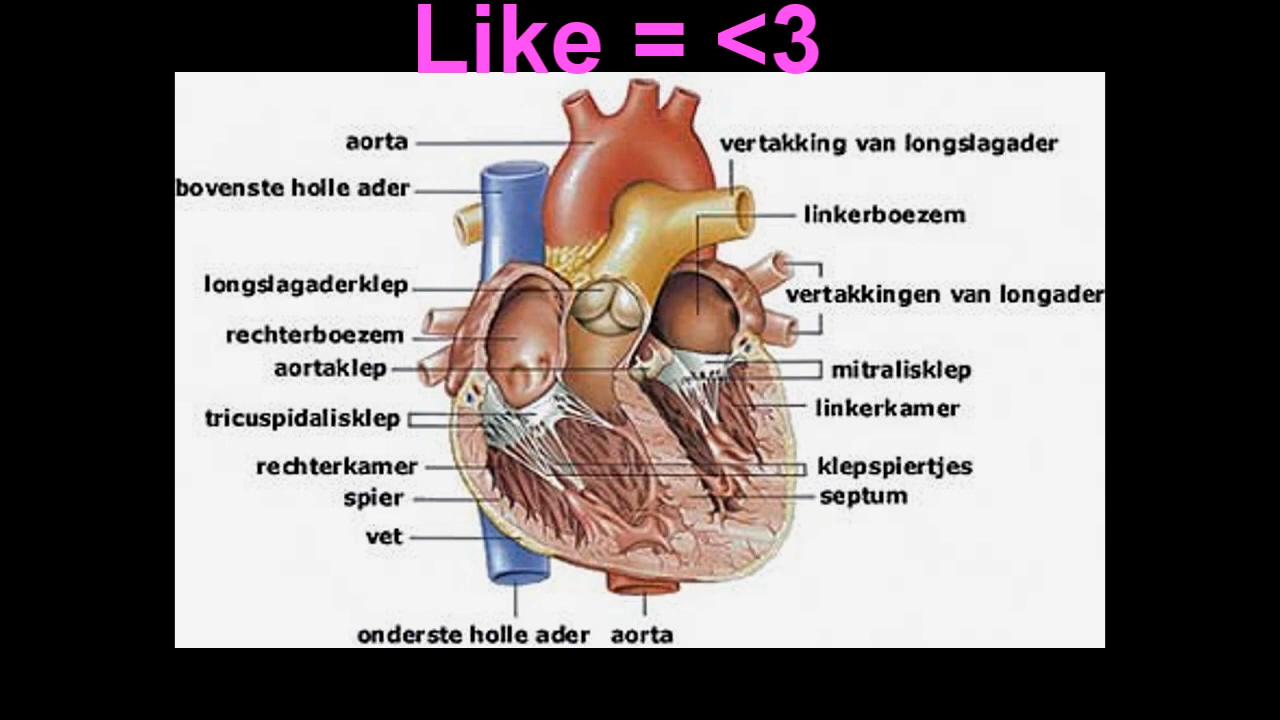 Like = <3
aorta
vertakking van longslagader
bovenste holle ader
linkerboezem
longslagaderklep
vertakkingen van longader
rechterboezem
aortaklep
mitralisklep
linkerkamer
tricuspidalisklep
rechterkamer
klepspiertjes
spier
septum
vet
onderste holle ader
aorta